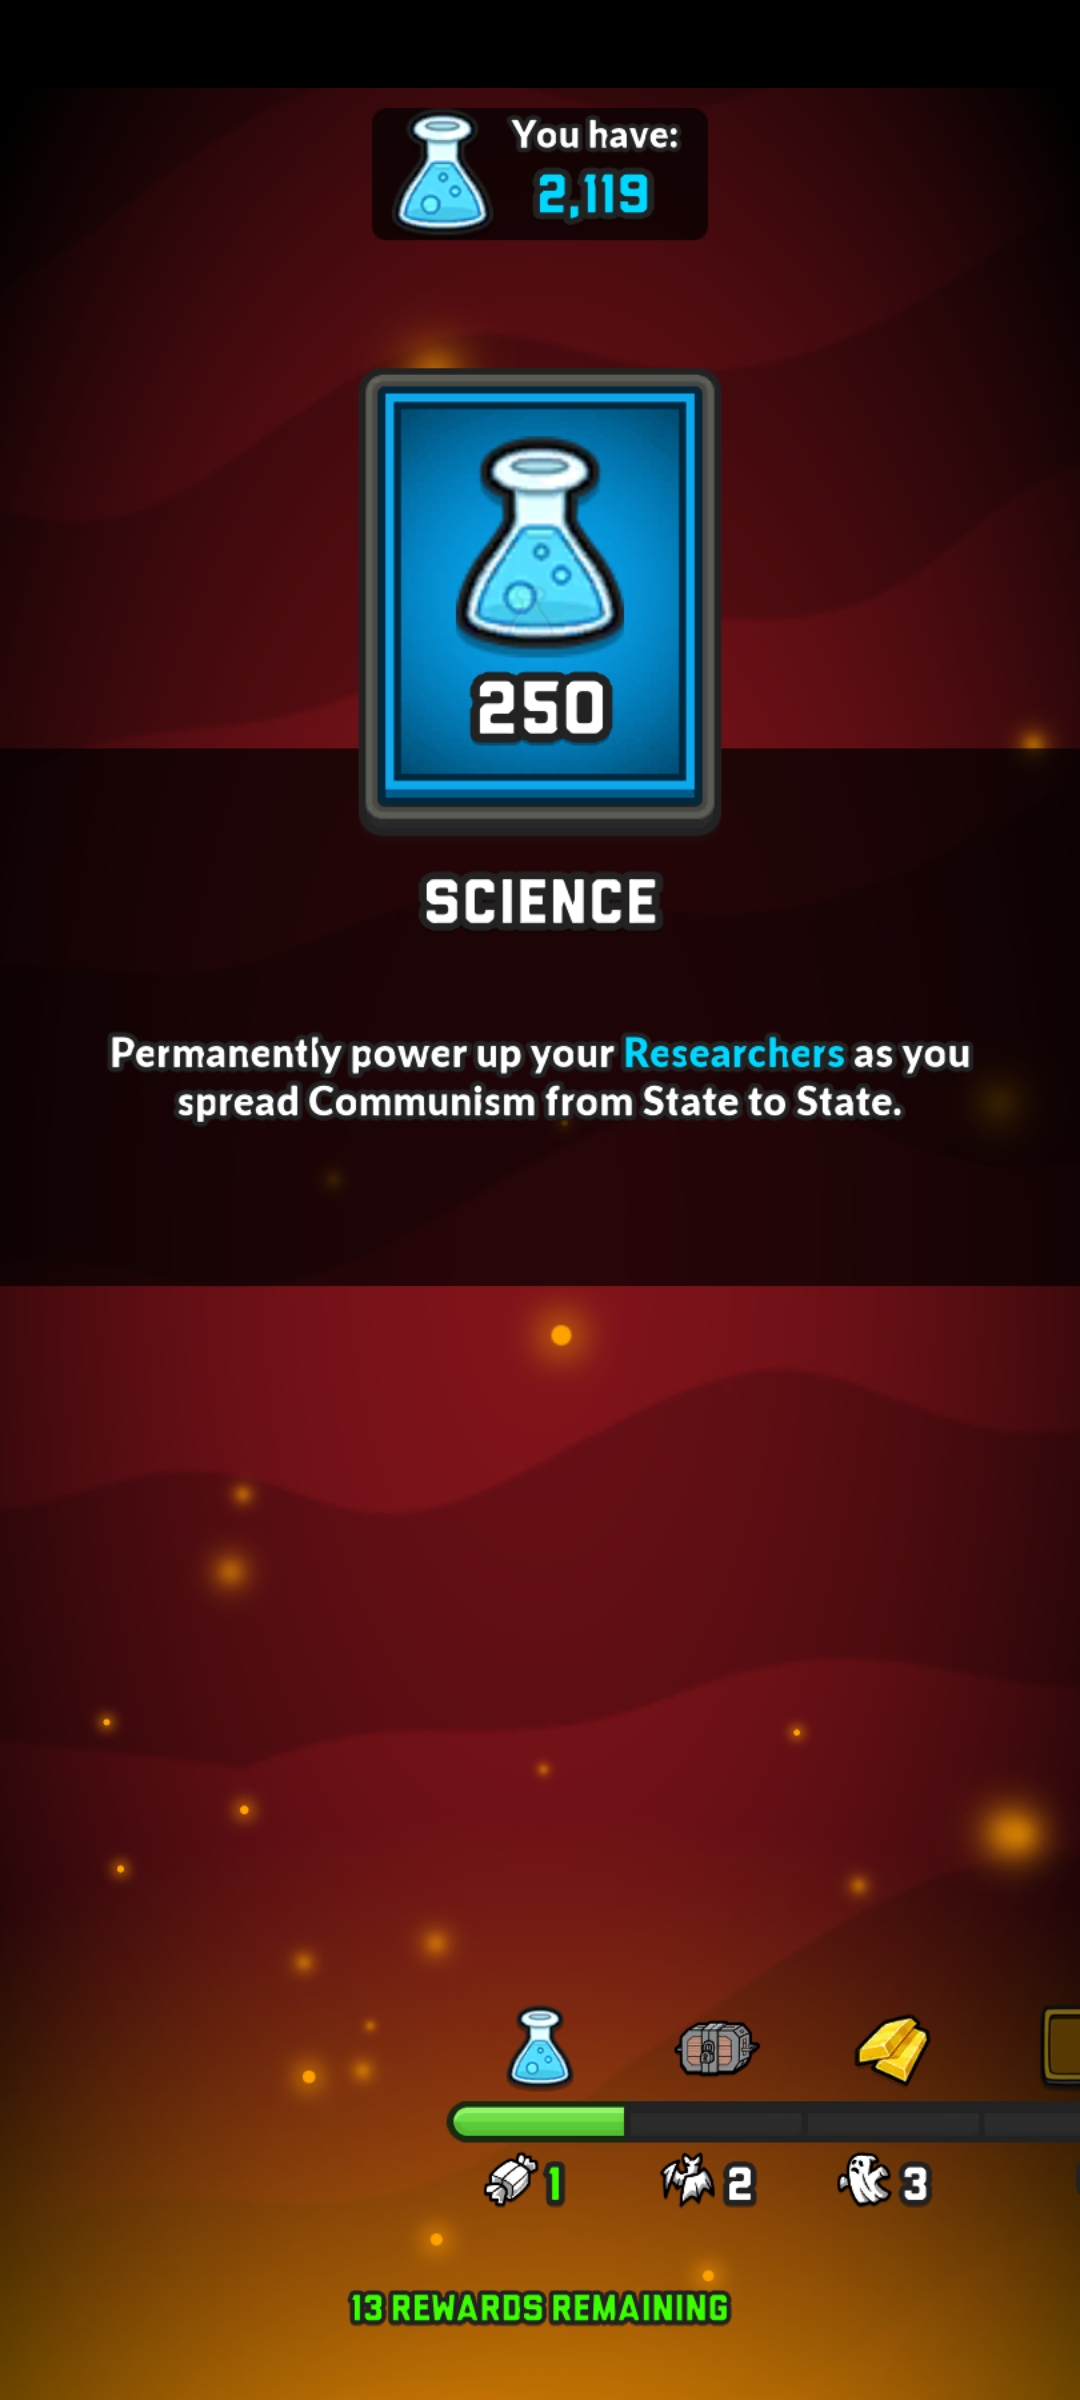 You have:
2,119
250
SCIENCE
Permanently power up your Researchers as you
spread Communism from State to State.
1 2 3
13 REWARDS REMAINING